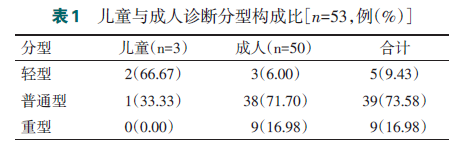 表1 儿童与成人诊断分型构成比[n=53,例(%)]
分型 儿童(n=3) 成人(n=50) 合计
轻型 2(66.67) 3(6.00) 5(9.43)
普通型 1(33.33) 38(71.70) 39(73.58)
重型 0(0.00) 9(16.98) 9(16.98)